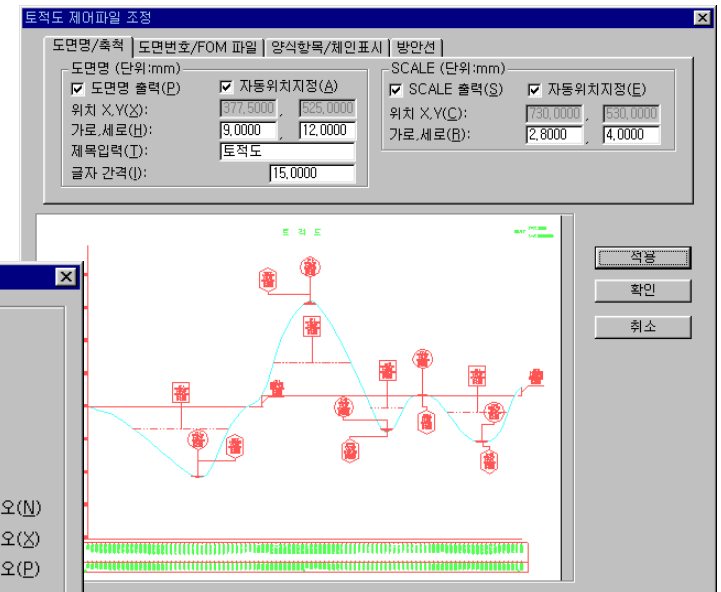 토적도 제어파일 조정
도면명/축척 도면번호/FOM 파일 양식항목/체인표시 방안선
도면명 (단위:mm)
도면명 출력(P) 자동위치지정(A)
위치 X,Y(X): 377,5000 , 525,0000
가로,세로(H): 9,0000 , 12,0000
제목입력(T): 토적도
글자 간격(I): 15,0000
SCALE (단위:mm)
SCALE 출력(S) 자동위치지정(E)
위치 X,Y(C): 730,0000 , 530,0000
가로,세로(R): 2,8000 , 4,0000
토 적 도
적용
확인
취소
오(N)
오(X)
오(P)